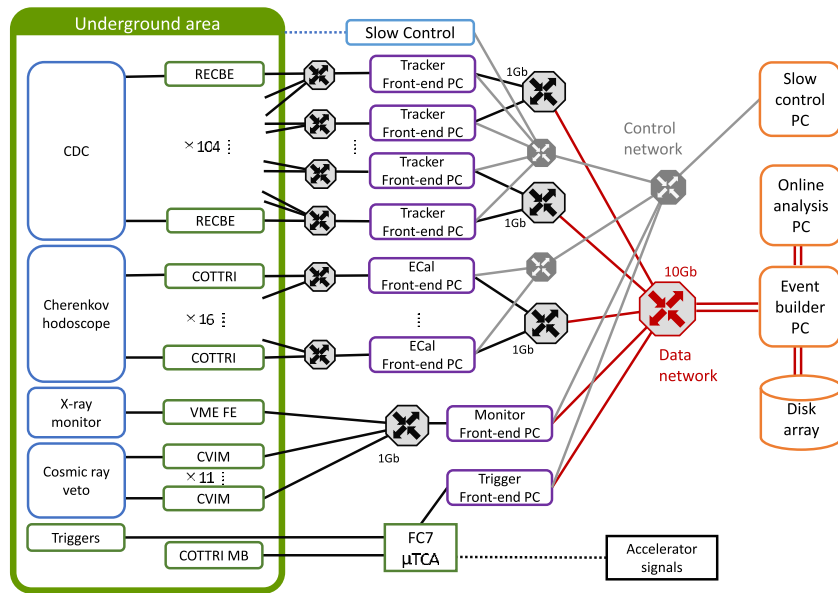 Underground area
Slow Control
CDC
RECBE
×104
RECBE
Tracker
Front-end PC
Tracker
Front-end PC
Tracker
Front-end PC
Tracker
Front-end PC
1Gb
1Gb
Control
network
Slow
control
PC
Online
analysis
PC
Cherenkov
hodoscope
COTTRI
×16
COTTRI
ECal
Front-end PC
ECal
Front-end PC
1Gb
10Gb
Data
network
Event
builder
PC
Disk
array
X-ray
monitor
VME FE
1Gb
Monitor
Front-end PC
Cosmic ray
veto
CVIM
×11
CVIM
Trigger
Front-end PC
Triggers
COTTRI MB
FC7
μTCA
Accelerator
signals